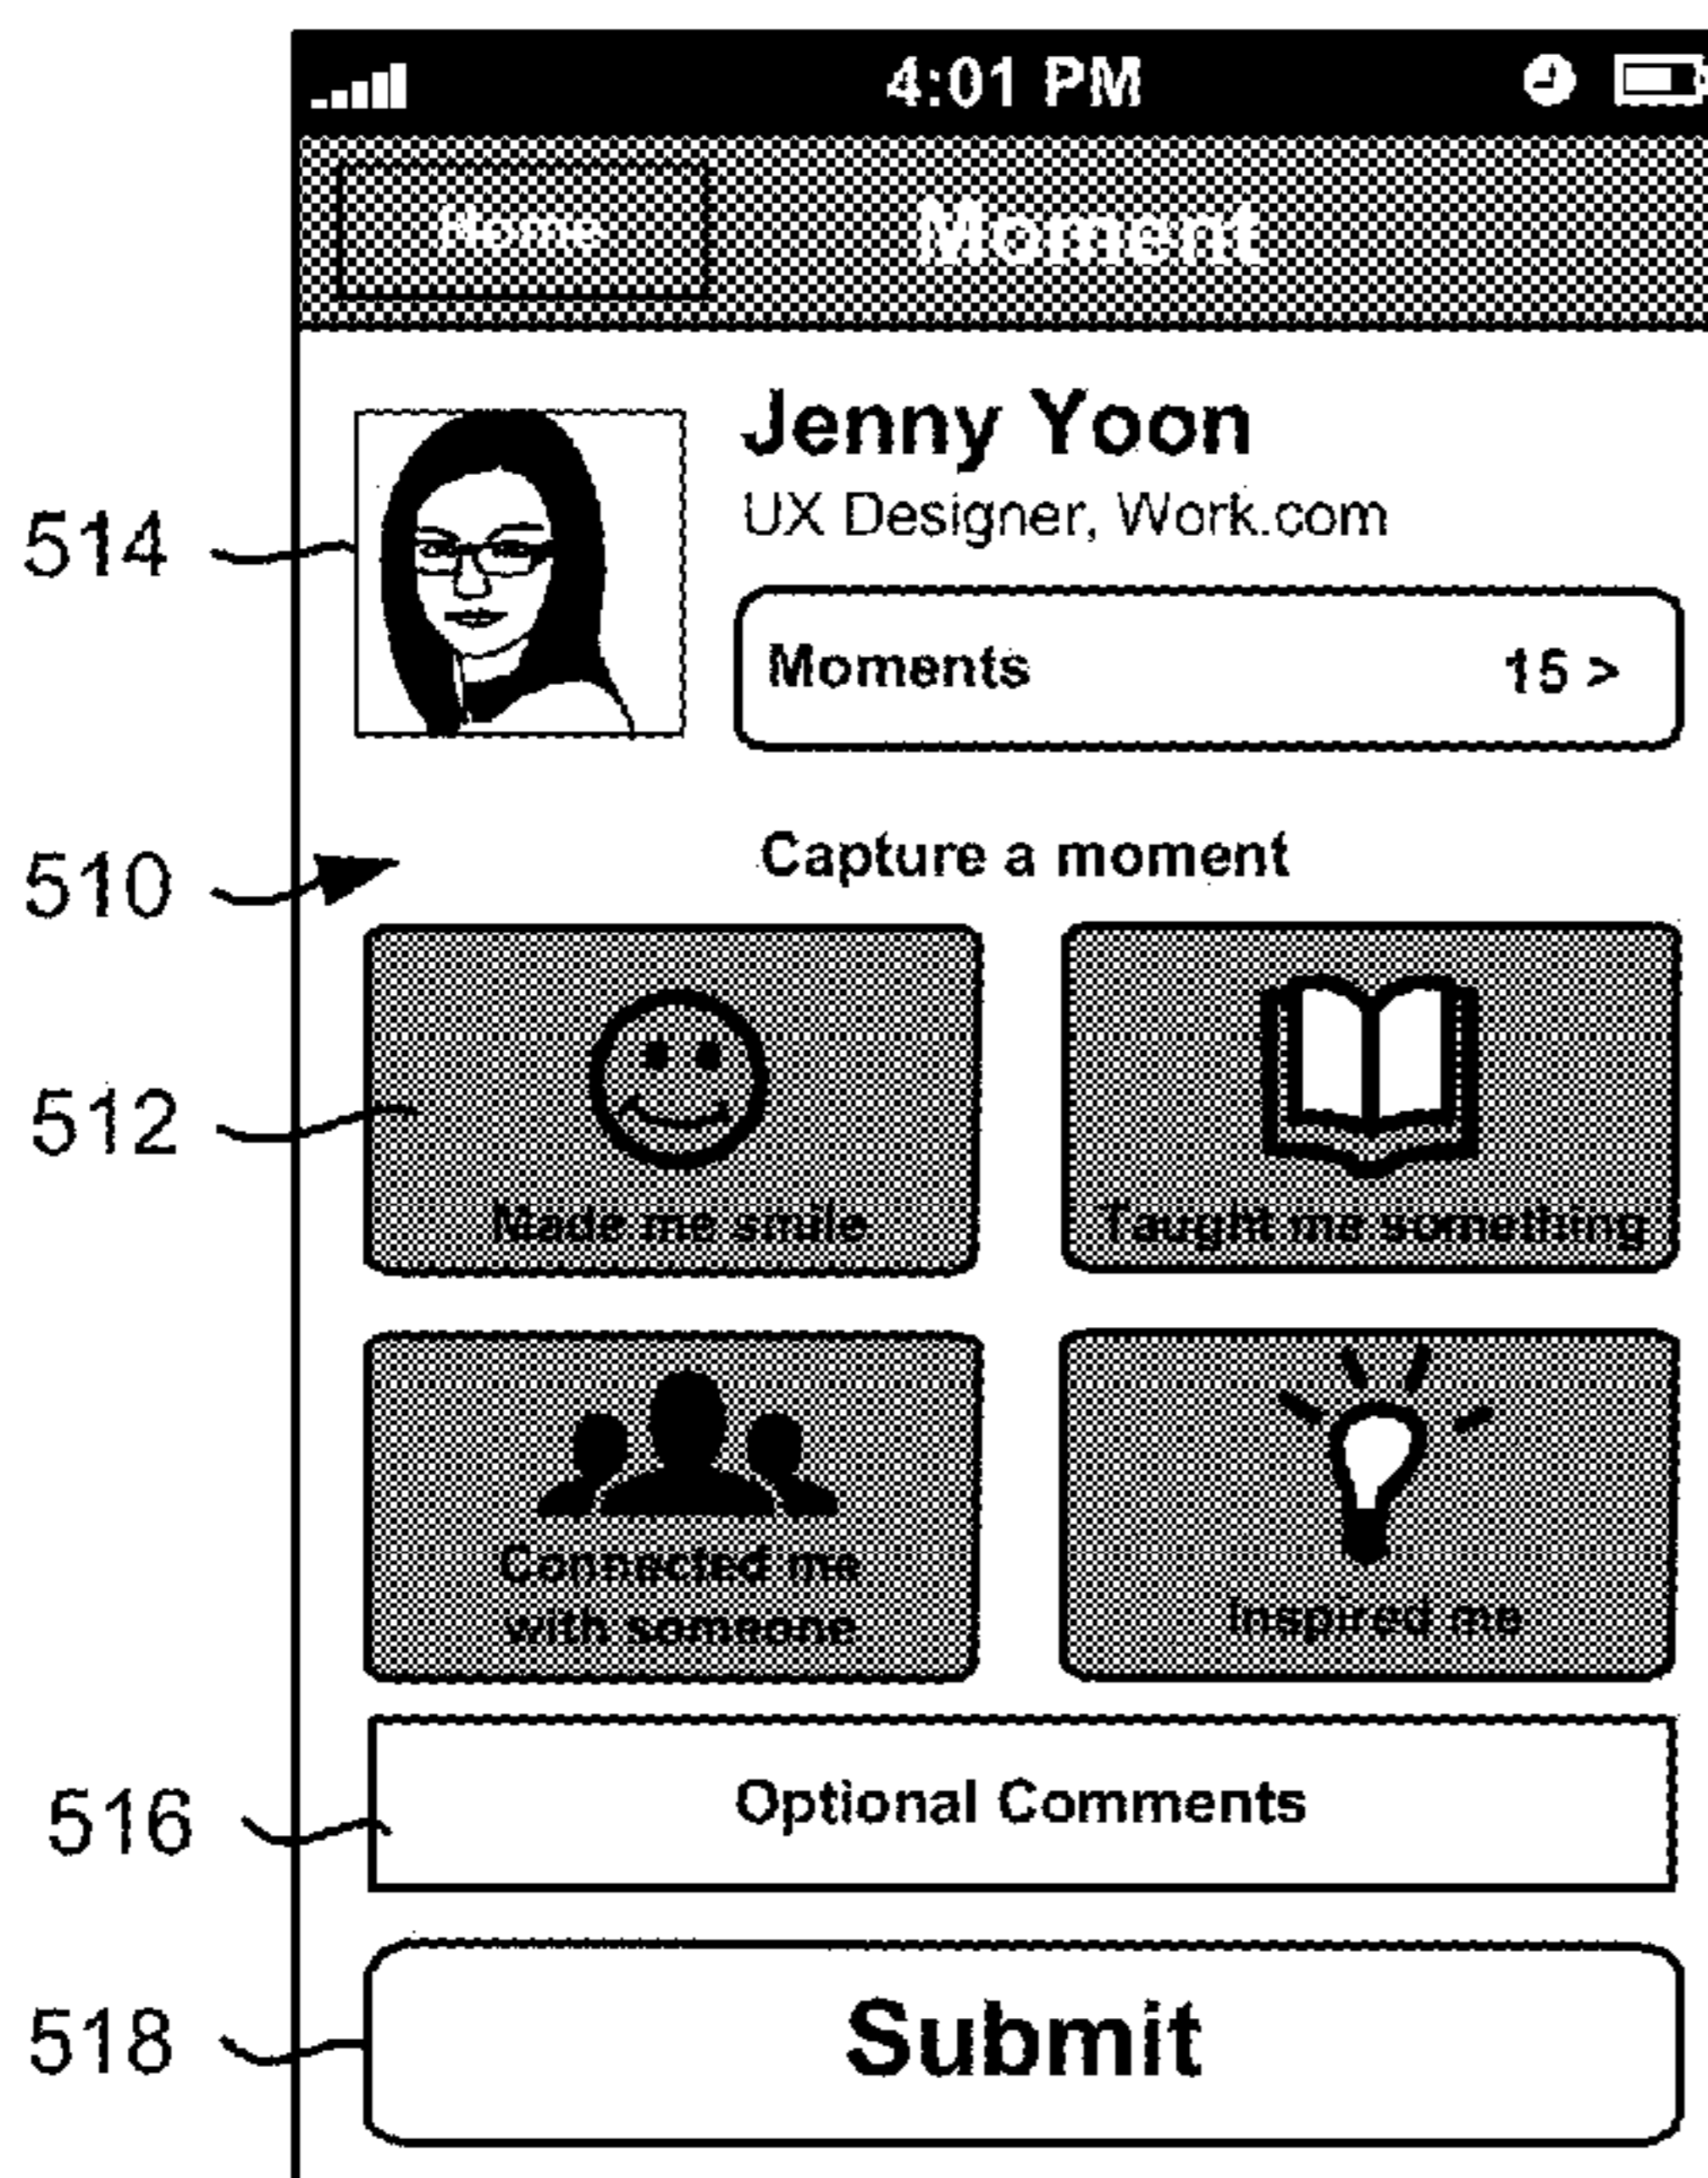 4:01 PM
Home
Moment
Jenny Yoon
UX Designer, Work.com
514
Moments 15 >
510
Capture a moment
512
Made me smile
Taught me something
Connected me
with someone
Inspired me
516
Optional Comments
518
Submit